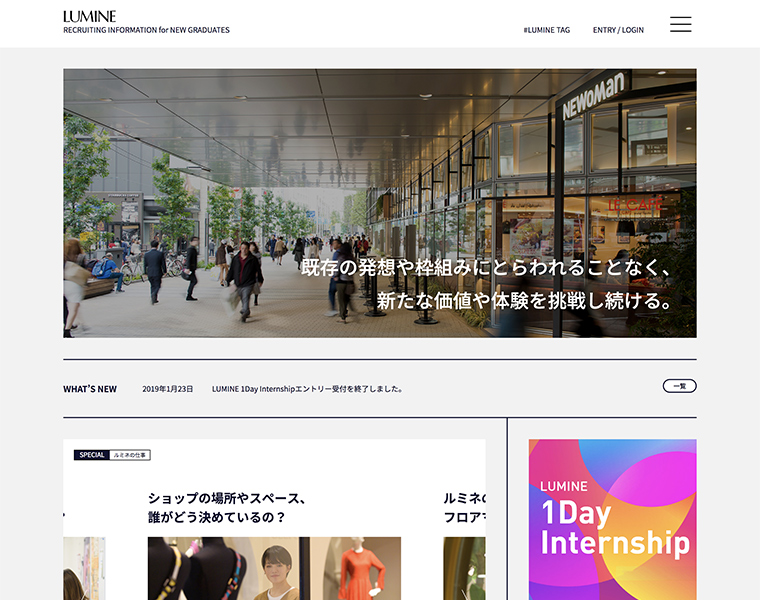 LUMINE
RECRUITING INFORMATION for NEW GRADUATES
#LUMINE TAG
ENTRY / LOGIN
NEWoMan
LE CAFE
既存の発想や枠組みにとらわれることなく、
新たな価値や体験を挑戦し続ける。
WHAT'S NEW
2019年1月23日
LUMINE 1Day Internshipエントリー受付を終了しました。
一覧
SPECIAL
ルミネの仕事
ショップの場所やスペース、
誰がどう決めているの？
ルミネの
フロアマ
LUMINE
1Day
Internship